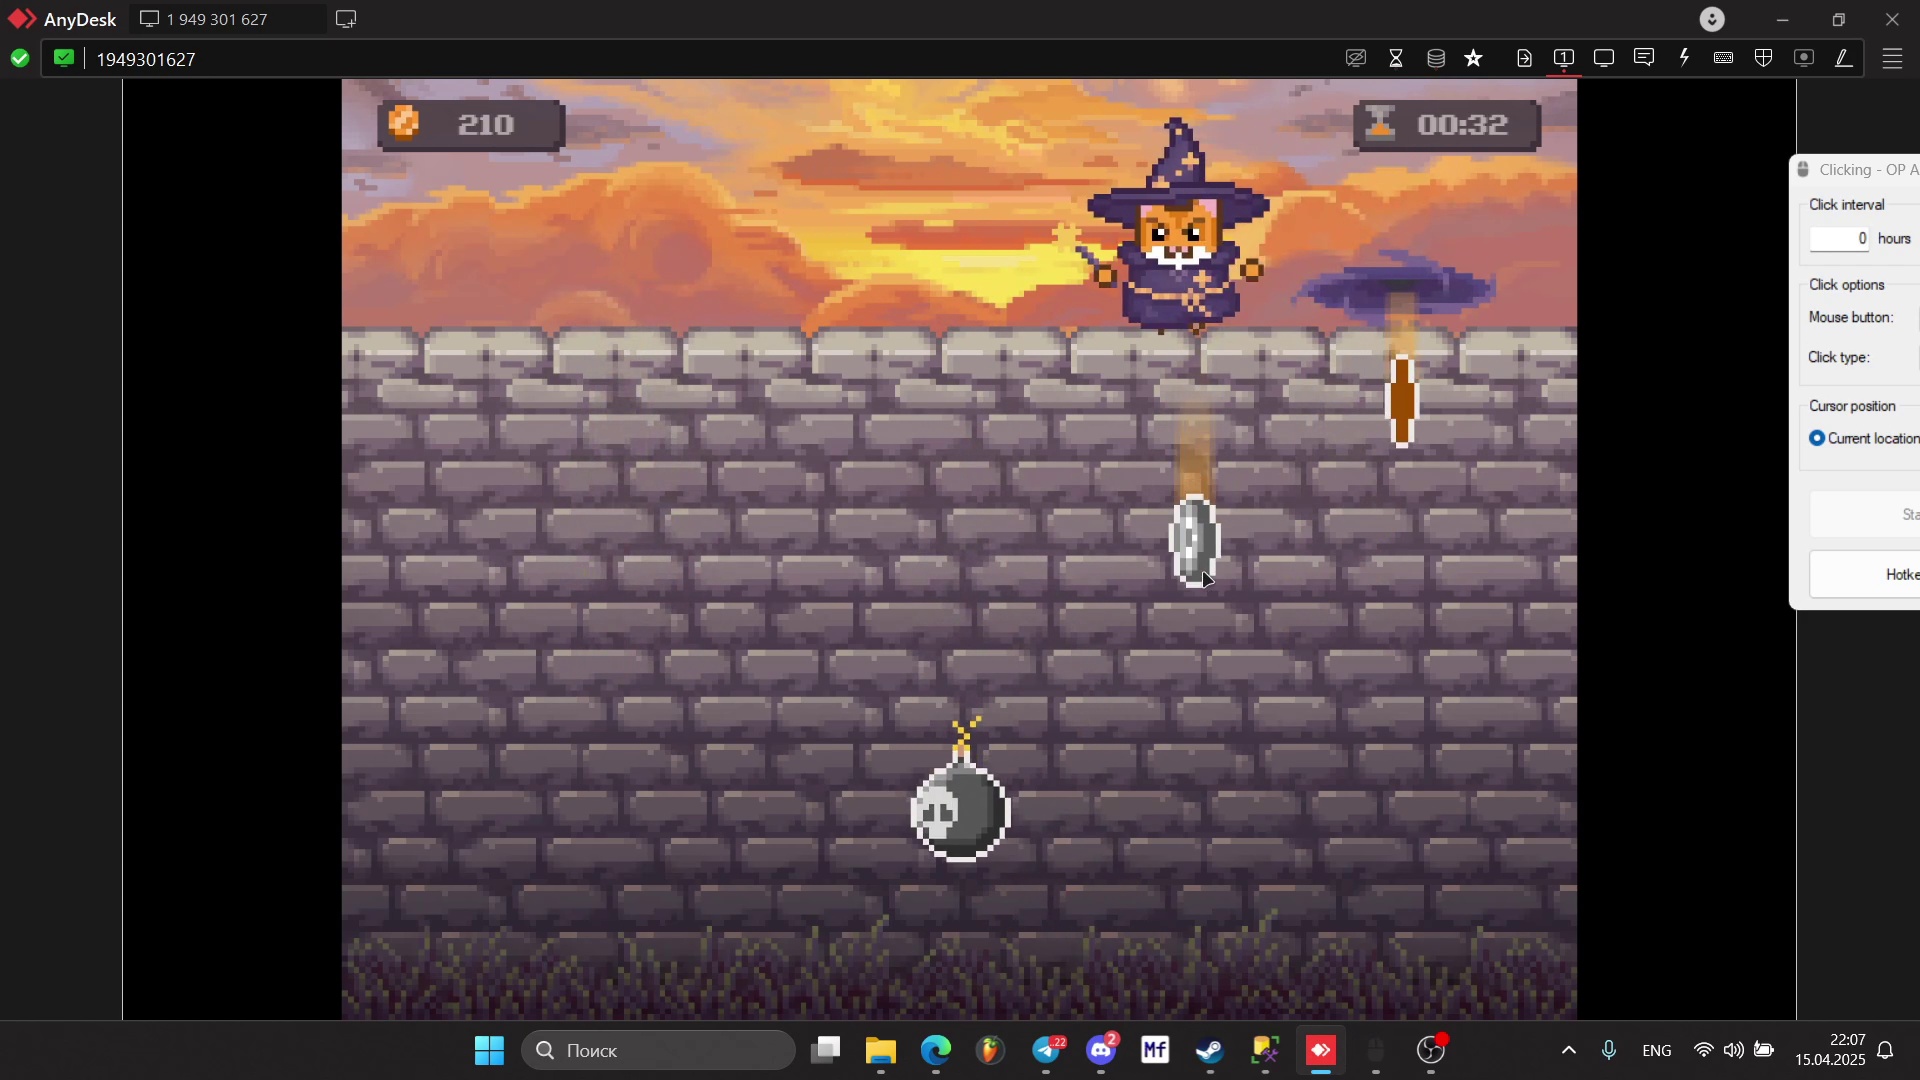 AnyDesk
1 949 301 627
1949301627
210
00:32
Clicking - OP A
Click interval
0 hours
Click options
Mouse button:
Click type:
Cursor position
Current location
Sta
Hotke
Поиск
..22
2
Mf
ENG
22:07
15.04.2025